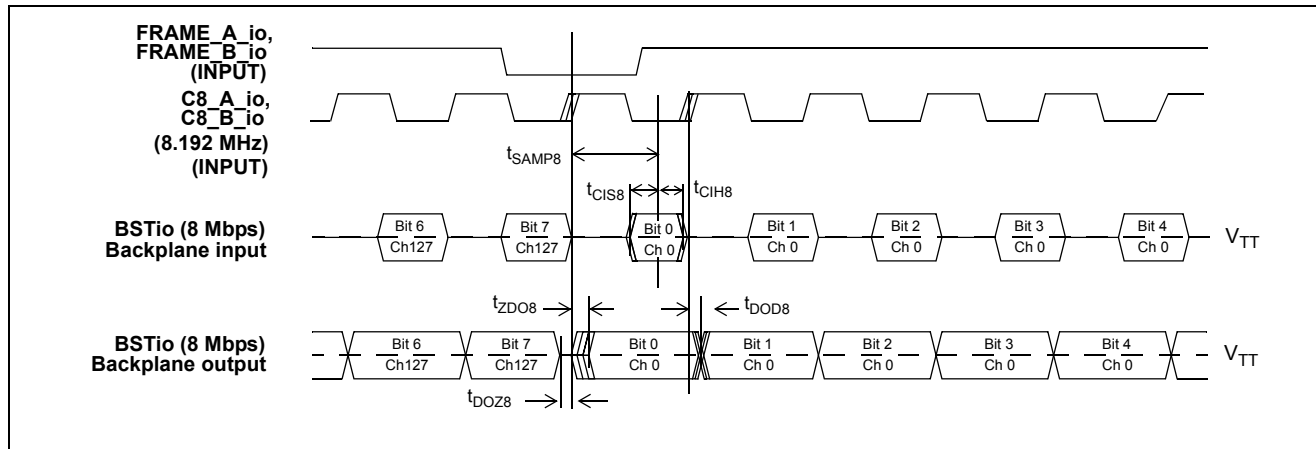 FRAME_A_io,
FRAME_B_io
(INPUT)
C8_A_io,
C8_B_io
(8.192 MHz)
(INPUT)
tSAMP8
tCIS8
tCIH8
BSTio (8 Mbps)
Backplane input
Bit 6
Ch127
Bit 7
Ch127
Bit 0
Ch 0
Bit 1
Ch 0
Bit 2
Ch 0
Bit 3
Ch 0
Bit 4
Ch 0
VTT
tZDO8
tDOD8
BSTio (8 Mbps)
Backplane output
Bit 6
Ch127
Bit 7
Ch127
Bit 0
Ch 0
Bit 1
Ch 0
Bit 2
Ch 0
Bit 3
Ch 0
Bit 4
Ch 0
VTT
tDOZ8